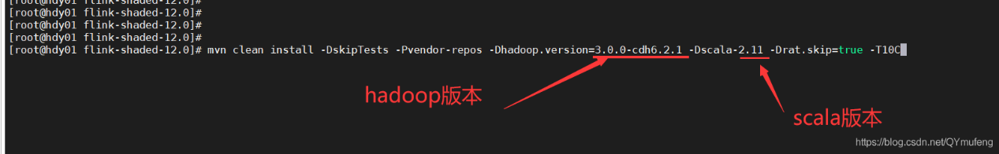 [root@hdy01 flink-shaded-12.0]#
[root@hdy01 flink-shaded-12.0]#
[root@hdy01 flink-shaded-12.0]#
[root@hdy01 flink-shaded-12.0]#
[root@hdy01 flink-shaded-12.0]# mvn clean install -DskipTests -Pvendor-repos -Dhadoop.version=3.0.0-cdh6.2.1 -Dscala-2.11 -Drat.skip=true -T10C
hadoop版本
scala版本
https://blog.csdn.net/QYmufeng